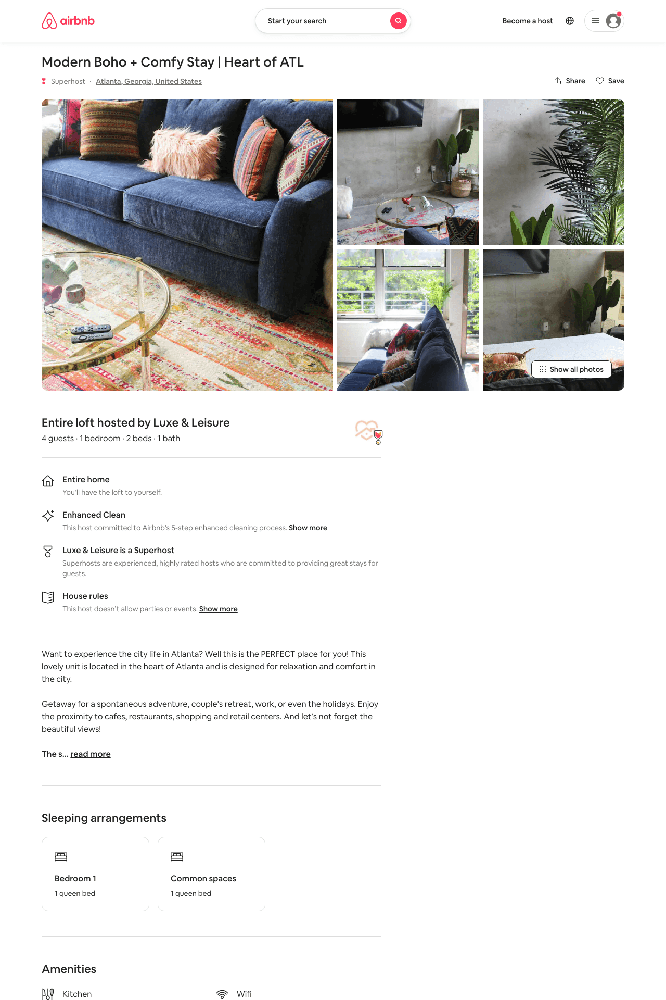 airbnb
Start your search
Become a host
Modern Boho + Comfy Stay | Heart of ATL
Superhost · Atlanta, Georgia, United States
Share
Save
Show all photos
Entire loft hosted by Luxe & Leisure
4 guests · 1 bedroom · 2 beds · 1 bath
Entire home
You’ll have the loft to yourself.
Enhanced Clean
This host committed to Airbnb's 5-step enhanced cleaning process. Show more
Luxe & Leisure is a Superhost
Superhosts are experienced, highly rated hosts who are committed to providing great stays for
guests.
House rules
This host doesn’t allow parties or events. Show more
Want to experience the city life in Atlanta? Well this is the PERFECT place for you! This
lovely unit is located in the heart of Atlanta and is designed for relaxation and comfort in
the city.
Getaway for a spontaneous adventure, couple's retreat, work, or even the holidays. Enjoy
the proximity to cafes, restaurants, shopping and retail centers. And let’s not forget the
beautiful views!
The s... read more
Sleeping arrangements
Bedroom 1
1 queen bed
Common spaces
1 queen bed
Amenities
Kitchen
Wifi